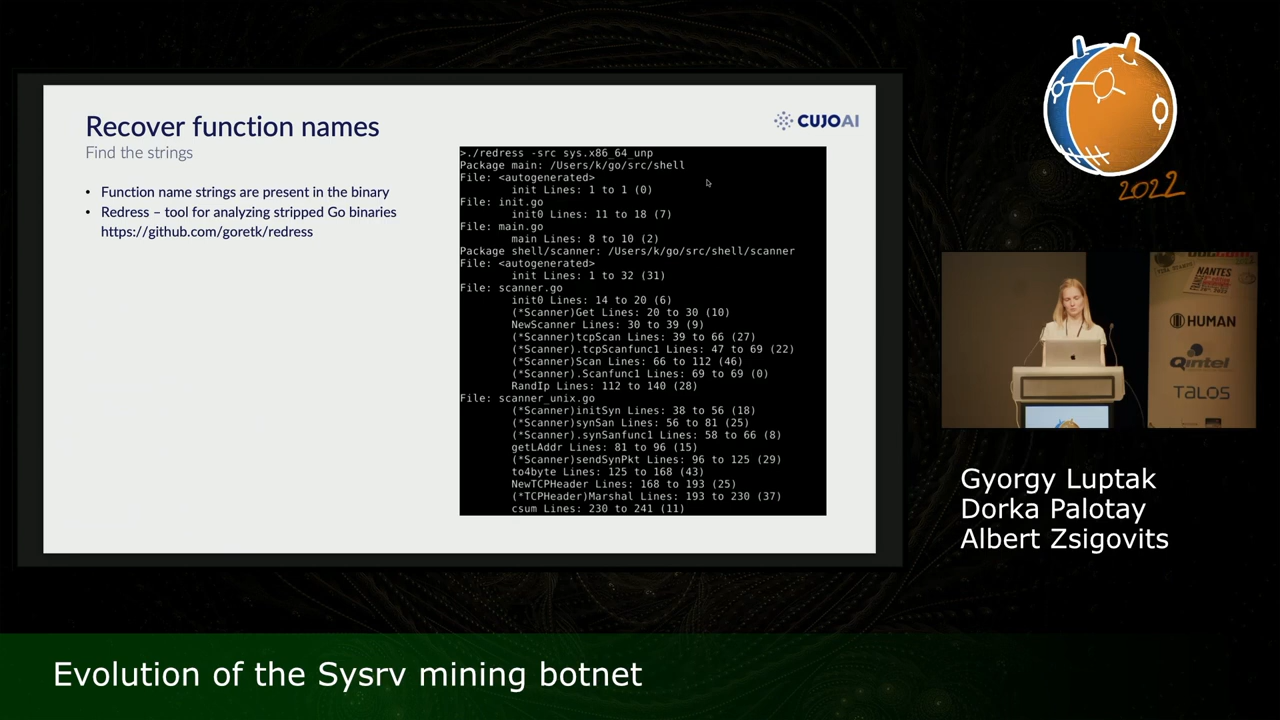 Recover function names
Find the strings
CUJOAI
• Function name strings are present in the binary
• Redress – tool for analyzing stripped Go binaries
https://github.com/goretk/redress
>./redress -src sys.x86_64_unp
Package main: /Users/k/go/src/shell
File: <autogenerated>
init Lines: 1 to 1 (0)
File: init.go
init0 Lines: 11 to 18 (7)
File: main.go
main Lines: 8 to 10 (2)
Package shell/scanner: /Users/k/go/src/shell/scanner
File: <autogenerated>
init Lines: 1 to 32 (31)
File: scanner.go
init0 Lines: 14 to 20 (6)
(*Scanner)Get Lines: 20 to 30 (10)
NewScanner Lines: 30 to 39 (9)
(*Scanner)tcpScan Lines: 39 to 66 (27)
(*Scanner).tcpScanfunc1 Lines: 47 to 69 (22)
(*Scanner)Scan Lines: 66 to 112 (46)
(*Scanner).Scanfunc1 Lines: 69 to 69 (0)
RandIp Lines: 112 to 140 (28)
File: scanner_unix.go
(*Scanner)initSyn Lines: 38 to 56 (18)
(*Scanner)synSan Lines: 56 to 81 (25)
(*Scanner).synSanfunc1 Lines: 58 to 66 (8)
getLAddr Lines: 81 to 96 (15)
(*Scanner)sendSynPkt Lines: 96 to 125 (29)
to4byte Lines: 125 to 168 (43)
NewTCPHeader Lines: 168 to 193 (25)
(*TCPHeader)Marshal Lines: 193 to 230 (37)
csum Lines: 230 to 241 (11)
2022
NANTES
HUMAN
Qintel
TALOS
Gyorgy Luptak
Dorka Palotay
Albert Zsigovits
Evolution of the Sysrv mining botnet